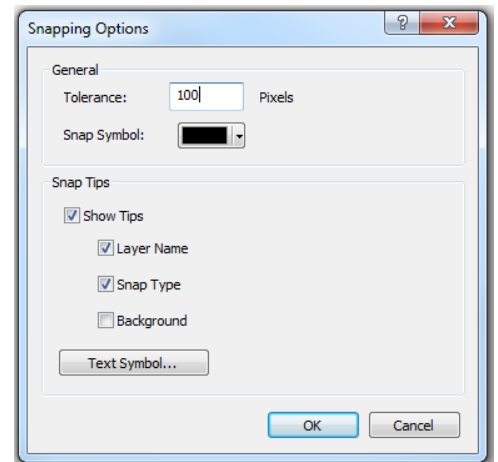 Snapping Options
General
Tolerance: 100 Pixels
Snap Symbol:
Snap Tips
Show Tips
Layer Name
Snap Type
Background
Text Symbol...
OK Cancel